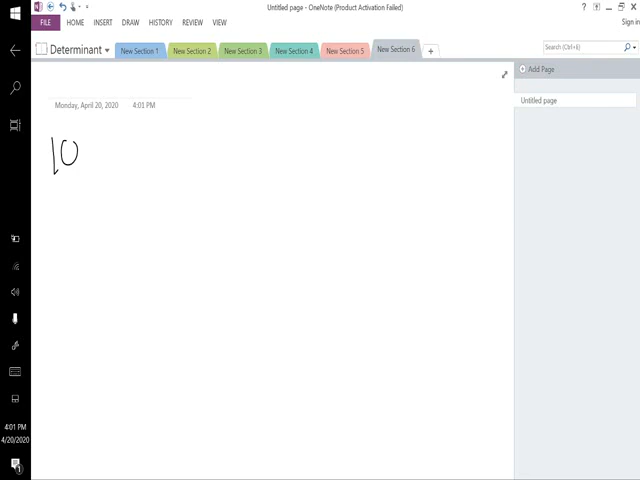 Untitled page - OneNote (Product Activation Failed)
FILE HOME INSERT DRAW HISTORY REVIEW VIEW
Sign in
Determinant New Section 1 New Section 2 New Section 3 New Section 4 New Section 5 New Section 6
Search (Ctrl+E)
Add Page
Untitled page
Monday, April 20, 2020 4:01 PM
10
4:01 PM
4/20/2020
1